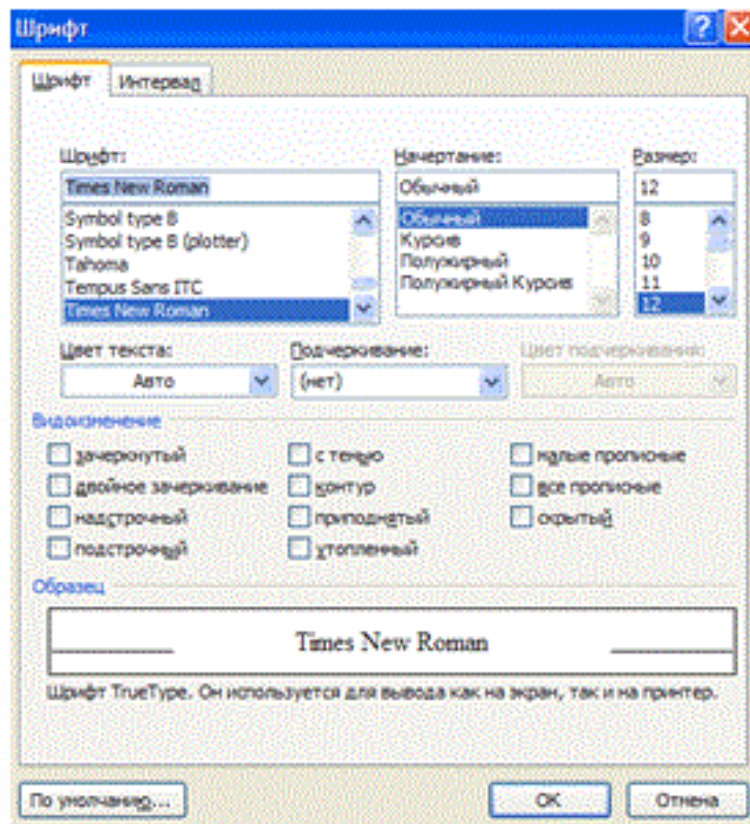 Шрифт
Шрифт Интервал
Шрифт: Начертание: Размер:
Times New Roman Обычный 12
Symbol type B Обычный 8
Symbol type B (plotter) Курсив 9
Tahoma Полужирный 10
Tempus Sans ITC Полужирный Курсив 11
Times New Roman 12
Цвет текста: Подчеркивание: Цвет подчеркивания:
Авто (нет) Авто
Видоизменение
зачеркнутый с тенью малые прописные
двойное зачеркивание контур все прописные
надстрочный приподнятый скрытый
подстрочный утопленный
Образец
Times New Roman
Шрифт TrueType. Он используется для вывода как на экран, так и на принтер.
По умолчанию... ОК Отмена